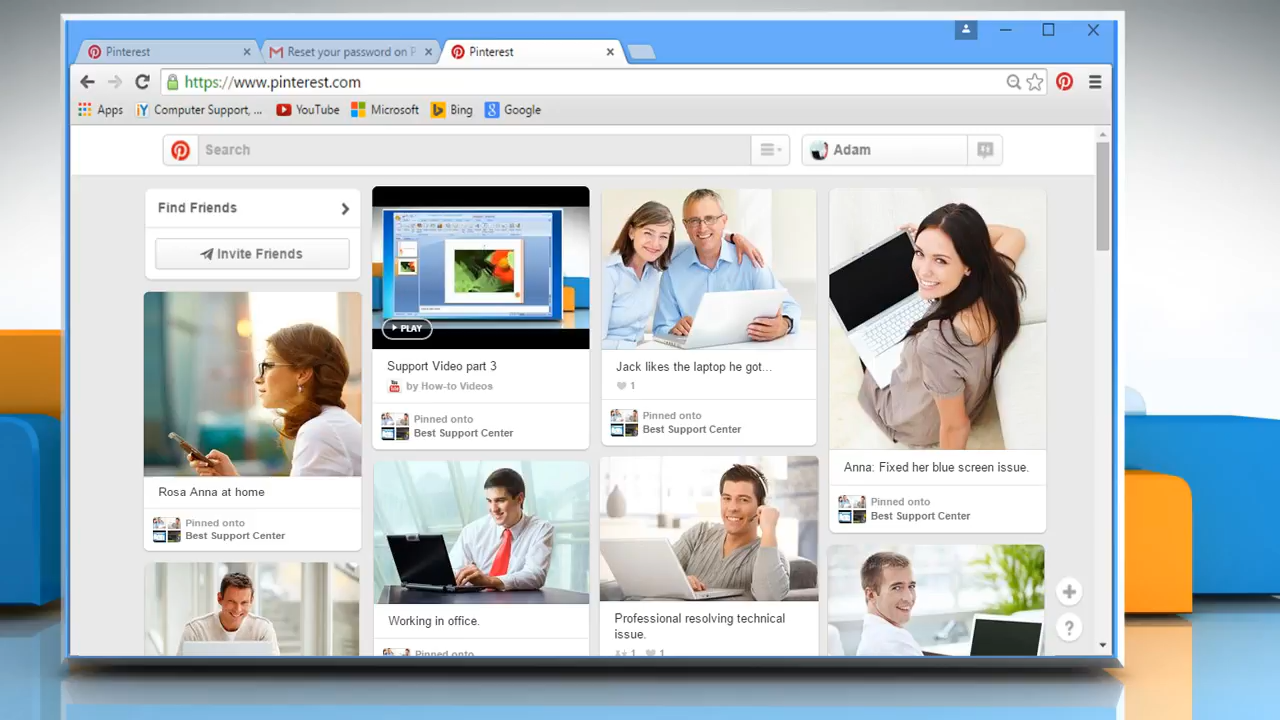 Pinterest
Reset your password on P
Pinterest
https://www.pinterest.com
Apps
Computer Support, ...
YouTube
Microsoft
Bing
Google
Search
Adam
Find Friends
Invite Friends
Rosa Anna at home
Pinned onto
Best Support Center
PLAY
Support Video part 3
by How-to Videos
Pinned onto
Best Support Center
Working in office.
Pinned onto
Jack likes the laptop he got...
1
Pinned onto
Best Support Center
Professional resolving technical
issue.
1 1
Anna: Fixed her blue screen issue.
Pinned onto
Best Support Center
+
?